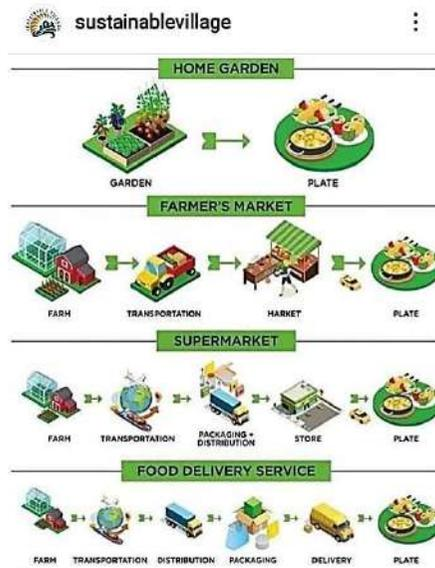 sustainablevillage
HOME GARDEN
GARDEN PLATE
FARMER'S MARKET
FARM TRANSPORTATION MARKET PLATE
SUPERMARKET
FARM TRANSPORTATION PACKAGING + DISTRIBUTION STORE PLATE
FOOD DELIVERY SERVICE
FARM TRANSPORTATION DISTRIBUTION PACKAGING DELIVERY PLATE